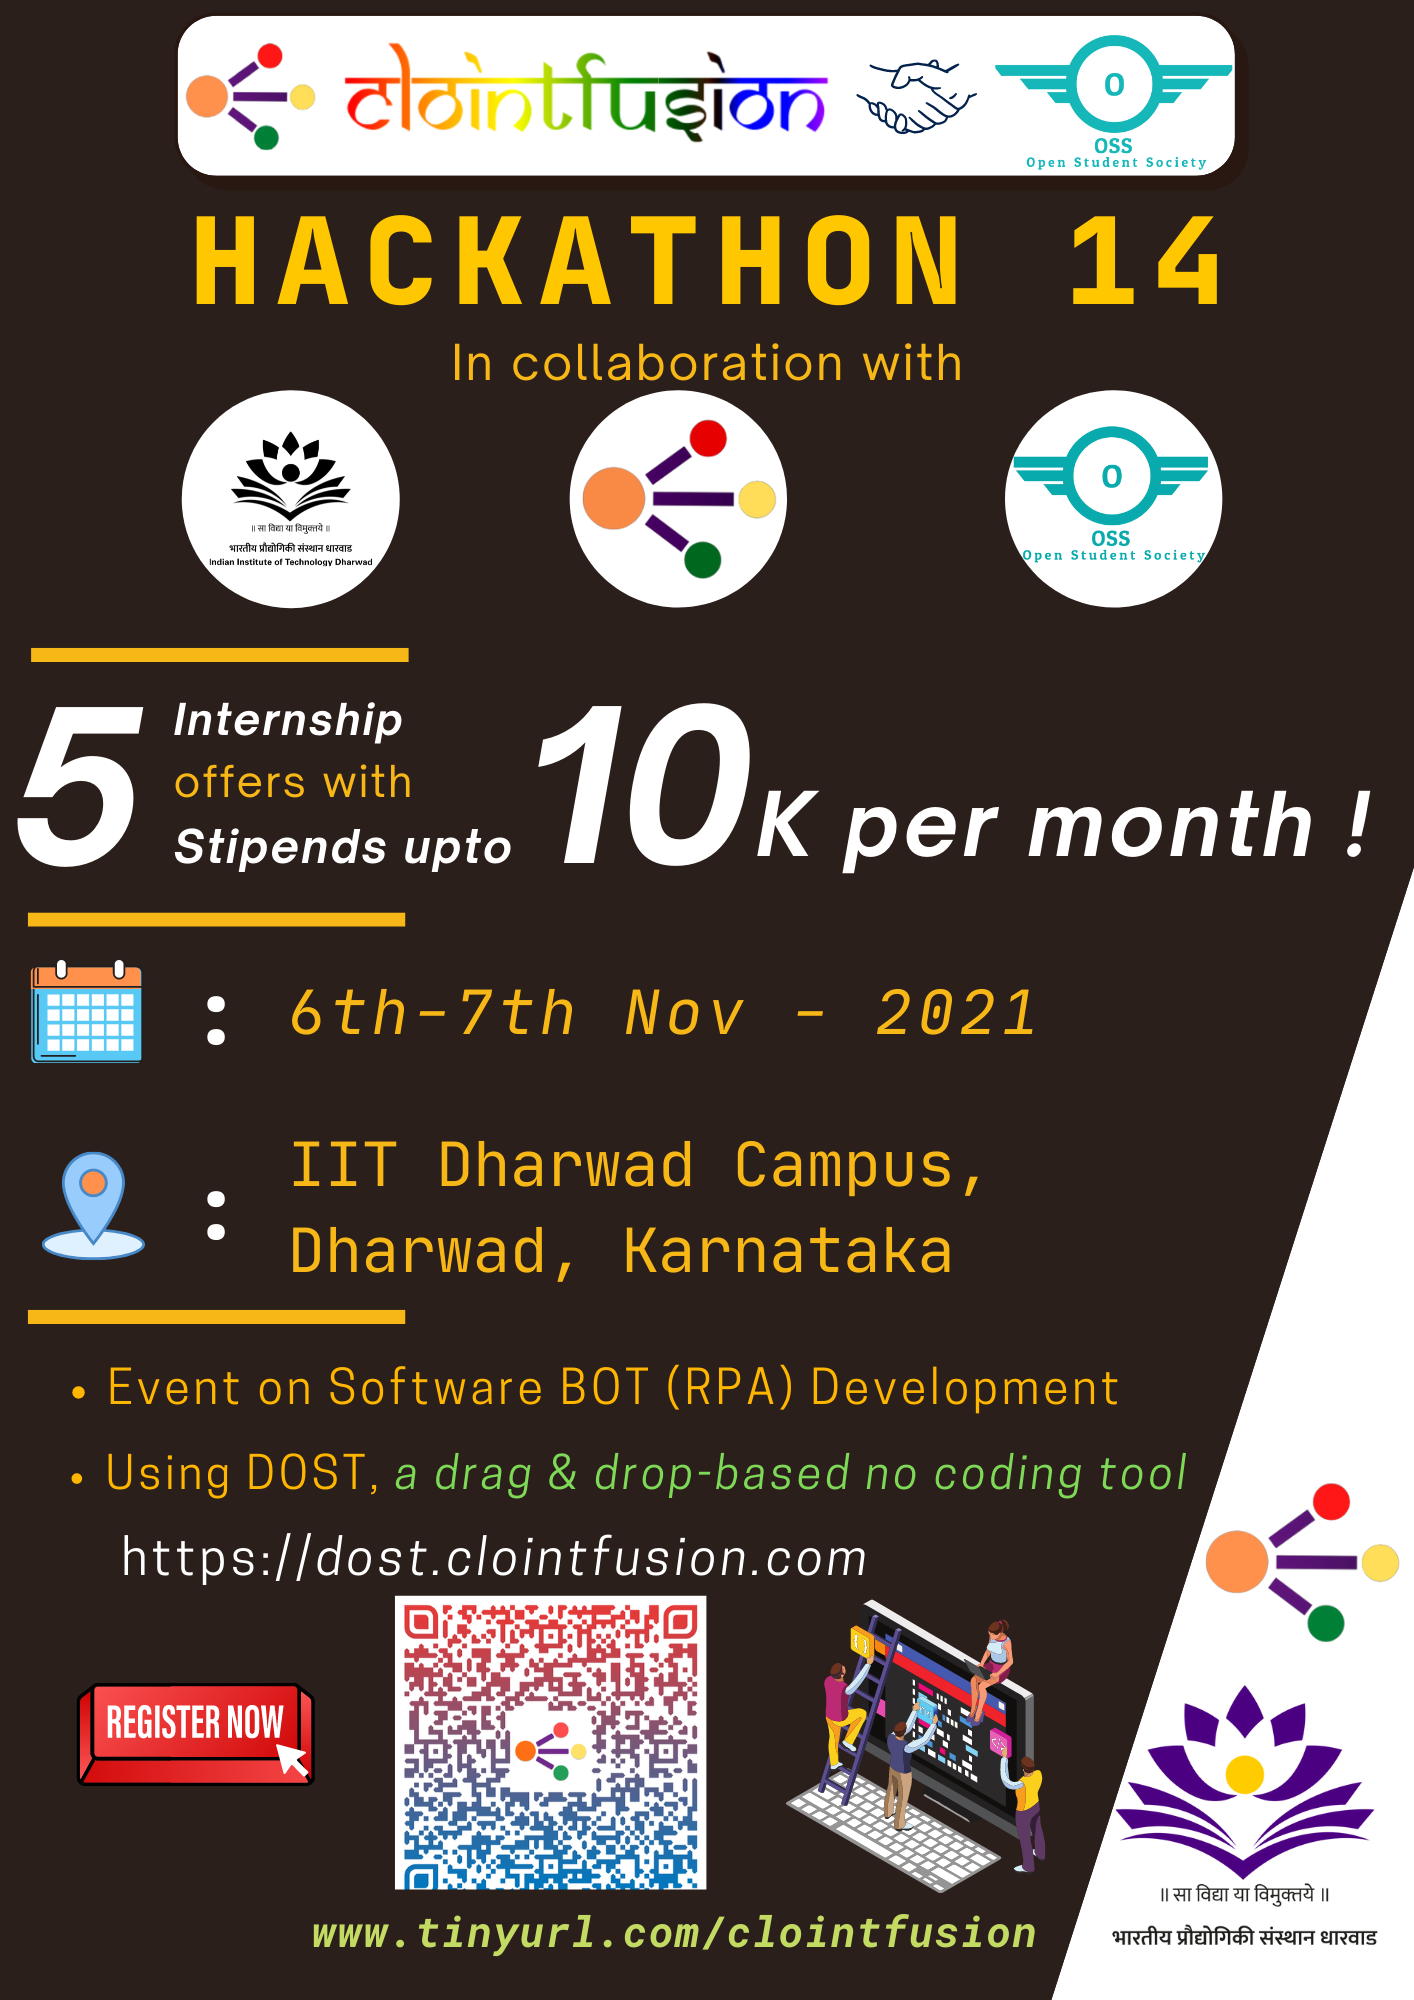 clointfusion
O
OSS
Open Student Society
HACKATHON 14
In collaboration with
॥ सा विद्या या विमुक्तये ॥
भारतीय प्रौद्योगिकी संस्थान धारवाड
Indian Institute of Technology Dharwad
O
OSS
Open Student Society
5 Internship
offers with
Stipends upto 10K per month !
: 6th-7th Nov - 2021
: IIT Dharwad Campus,
Dharwad, Karnataka
• Event on Software BOT (RPA) Development
• Using DOST, a drag & drop-based no coding tool
https://dost.clointfusion.com
REGISTER NOW
www.tinyurl.com/clointfusion
॥ सा विद्या या विमुक्तये ॥
भारतीय प्रौद्योगिकी संस्थान धारवाड